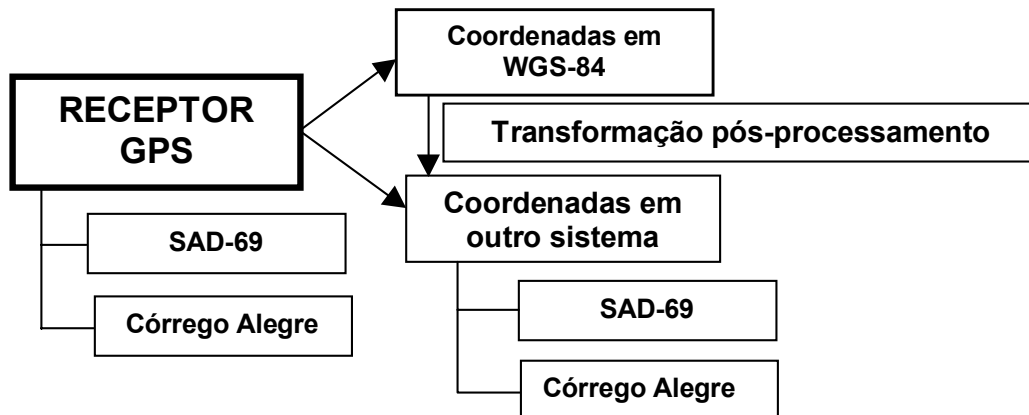 RECEPTOR
GPS
SAD-69
Córrego Alegre
Coordenadas em
WGS-84
Transformação pós-processamento
Coordenadas em
outro sistema
SAD-69
Córrego Alegre